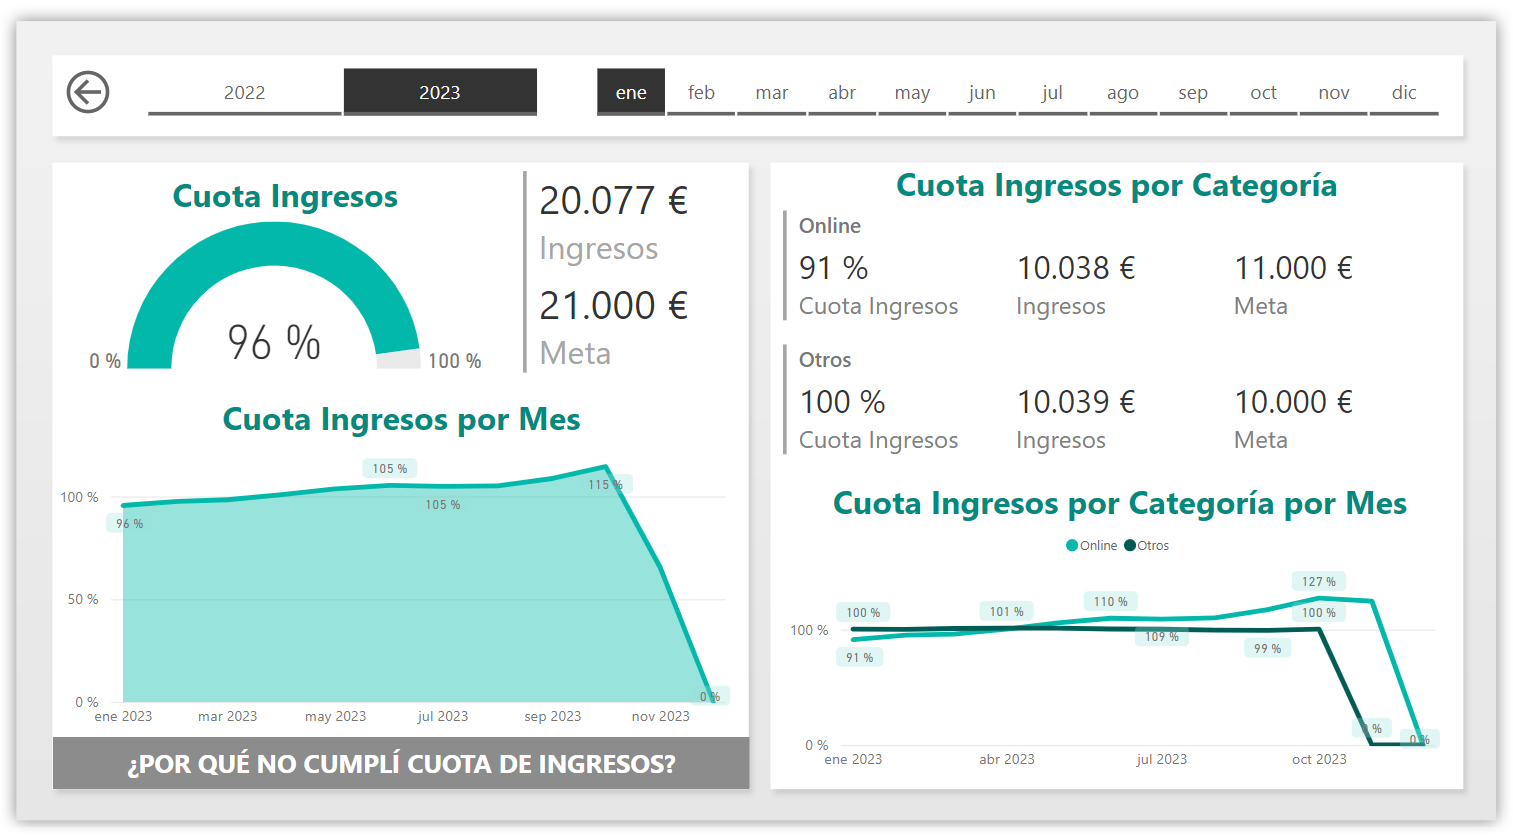 2022 2023 ene feb mar abr may jun jul ago sep oct nov dic
Cuota Ingresos
96 %
0 % 100 %
20.077 €
Ingresos
21.000 €
Meta
Cuota Ingresos por Mes
100 %
50 %
0 %
96 %
105 %
105 %
115 %
0 %
ene 2023 mar 2023 may 2023 jul 2023 sep 2023 nov 2023
¿POR QUÉ NO CUMPLÍ CUOTA DE INGRESOS?
Cuota Ingresos por Categoría
Online
91 % 10.038 € 11.000 €
Cuota Ingresos Ingresos Meta
Otros
100 % 10.039 € 10.000 €
Cuota Ingresos Ingresos Meta
Cuota Ingresos por Categoría por Mes
Online Otros
127 %
100 % 101 % 110 % 100 %
100 %
91 % 109 % 99 %
0 %
0 %
ene 2023 abr 2023 jul 2023 oct 2023